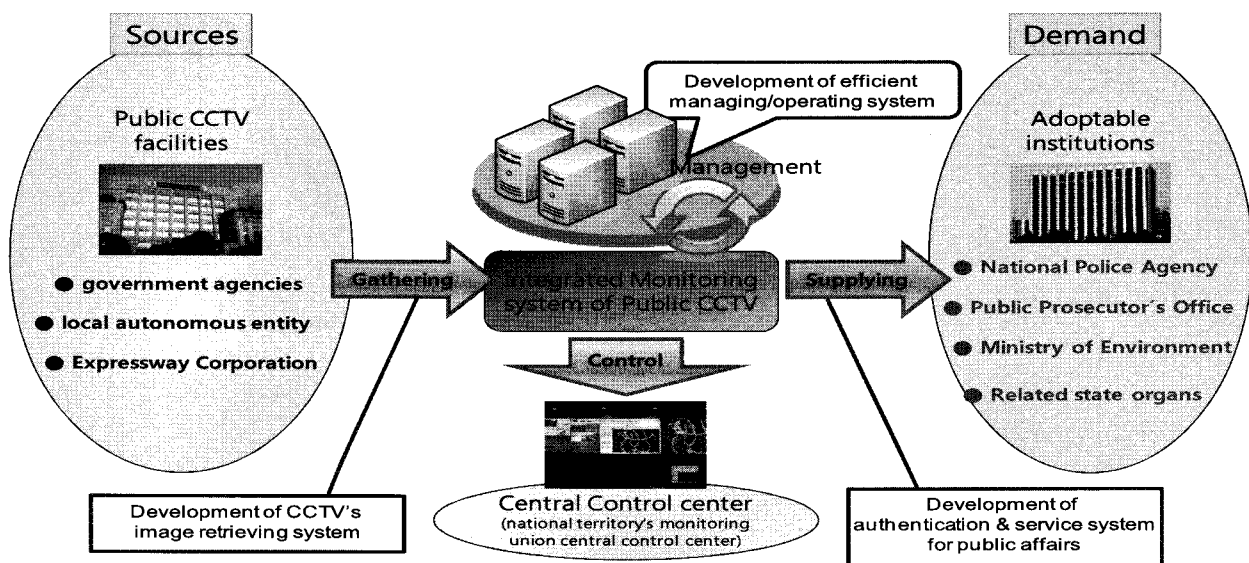 Sources
Public CCTV
facilities
government agencies
local autonomous entity
Expressway Corporation
Gathering
Development of CCTV's
image retrieving system
Development of efficient
managing/operating system
Management
Integrated Monitoring
system of Public CCTV
Control
Central Control center
(national territory's monitoring
union central control center)
Supplying
Development of
authentication & service system
for public affairs
Demand
Adoptable
institutions
National Police Agency
Public Prosecutor´s Office
Ministry of Environment
Related state organs